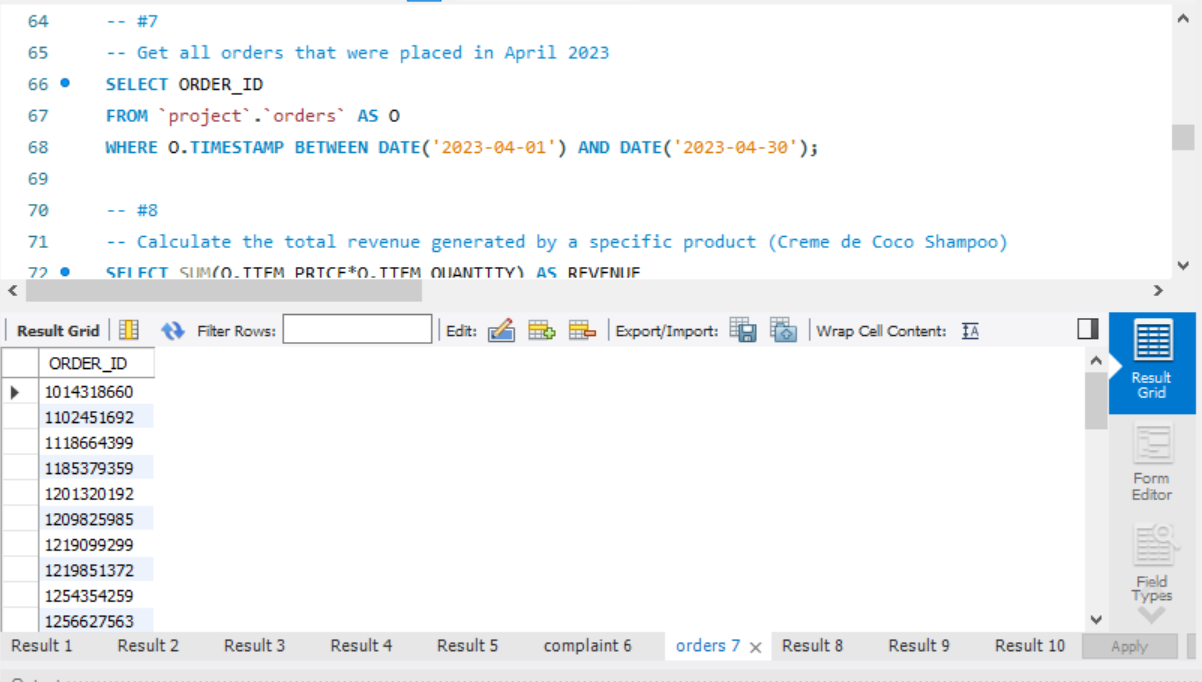 64 -- #7
65 -- Get all orders that were placed in April 2023
66 SELECT ORDER_ID
67 FROM `project`.`orders` AS O
68 WHERE O.TIMESTAMP BETWEEN DATE('2023-04-01') AND DATE('2023-04-30');
69
70 -- #8
71 -- Calculate the total revenue generated by a specific product (Creme de Coco Shampoo)
72 SELECT SUM(O.ITEM_PRICE*O.ITEM_QUANTITY) AS REVENUE
Result Grid Filter Rows: Edit: Export/Import: Wrap Cell Content: IA
ORDER_ID
1014318660
1102451692
1118664399
1185379359
1201320192
1209825985
1219099299
1219851372
1254354259
1256627563
Result
Grid
Form
Editor
Field
Types
Result 1 Result 2 Result 3 Result 4 Result 5 complaint 6 orders 7 Result 8 Result 9 Result 10 Apply